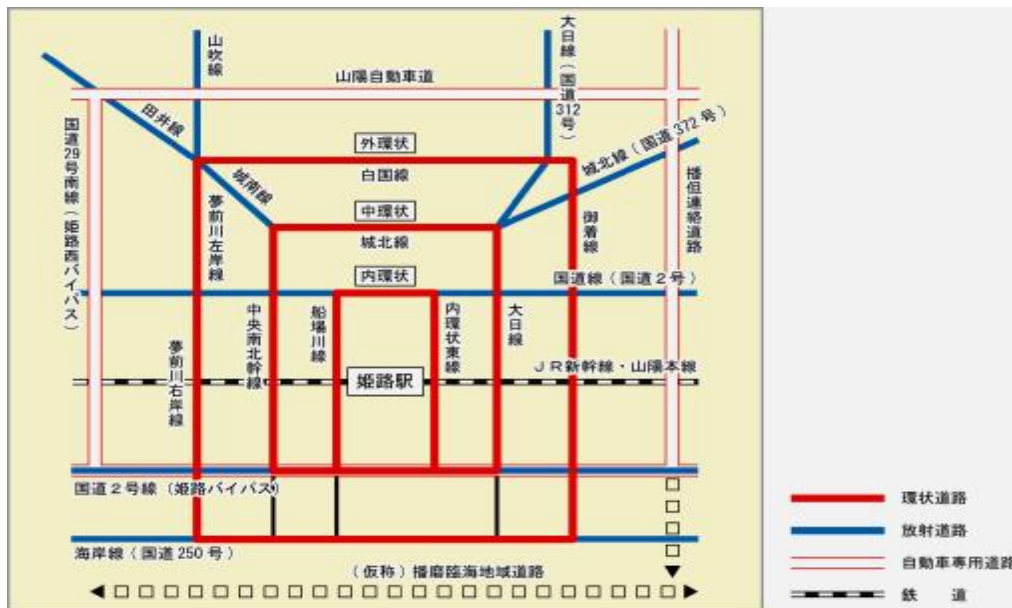 山吹線
大日線(国道312号)
山陽自動車道
田井線
国道29号南線(姫路西バイパス)
外環状
白国線
城北線(国道372号)
城南線
夢前川左岸線
中環状
城北線
御着線
播但連絡道路
内環状
国道線(国道2号)
中央南北幹線
船場川線
内環状東線
大日線
夢前川右岸線
姫路駅
JR新幹線・山陽本線
国道2号線(姫路バイパス)
海岸線(国道250号)
(仮称)播磨臨海地域道路
環状道路
放射道路
自動車専用道路
鉄 道